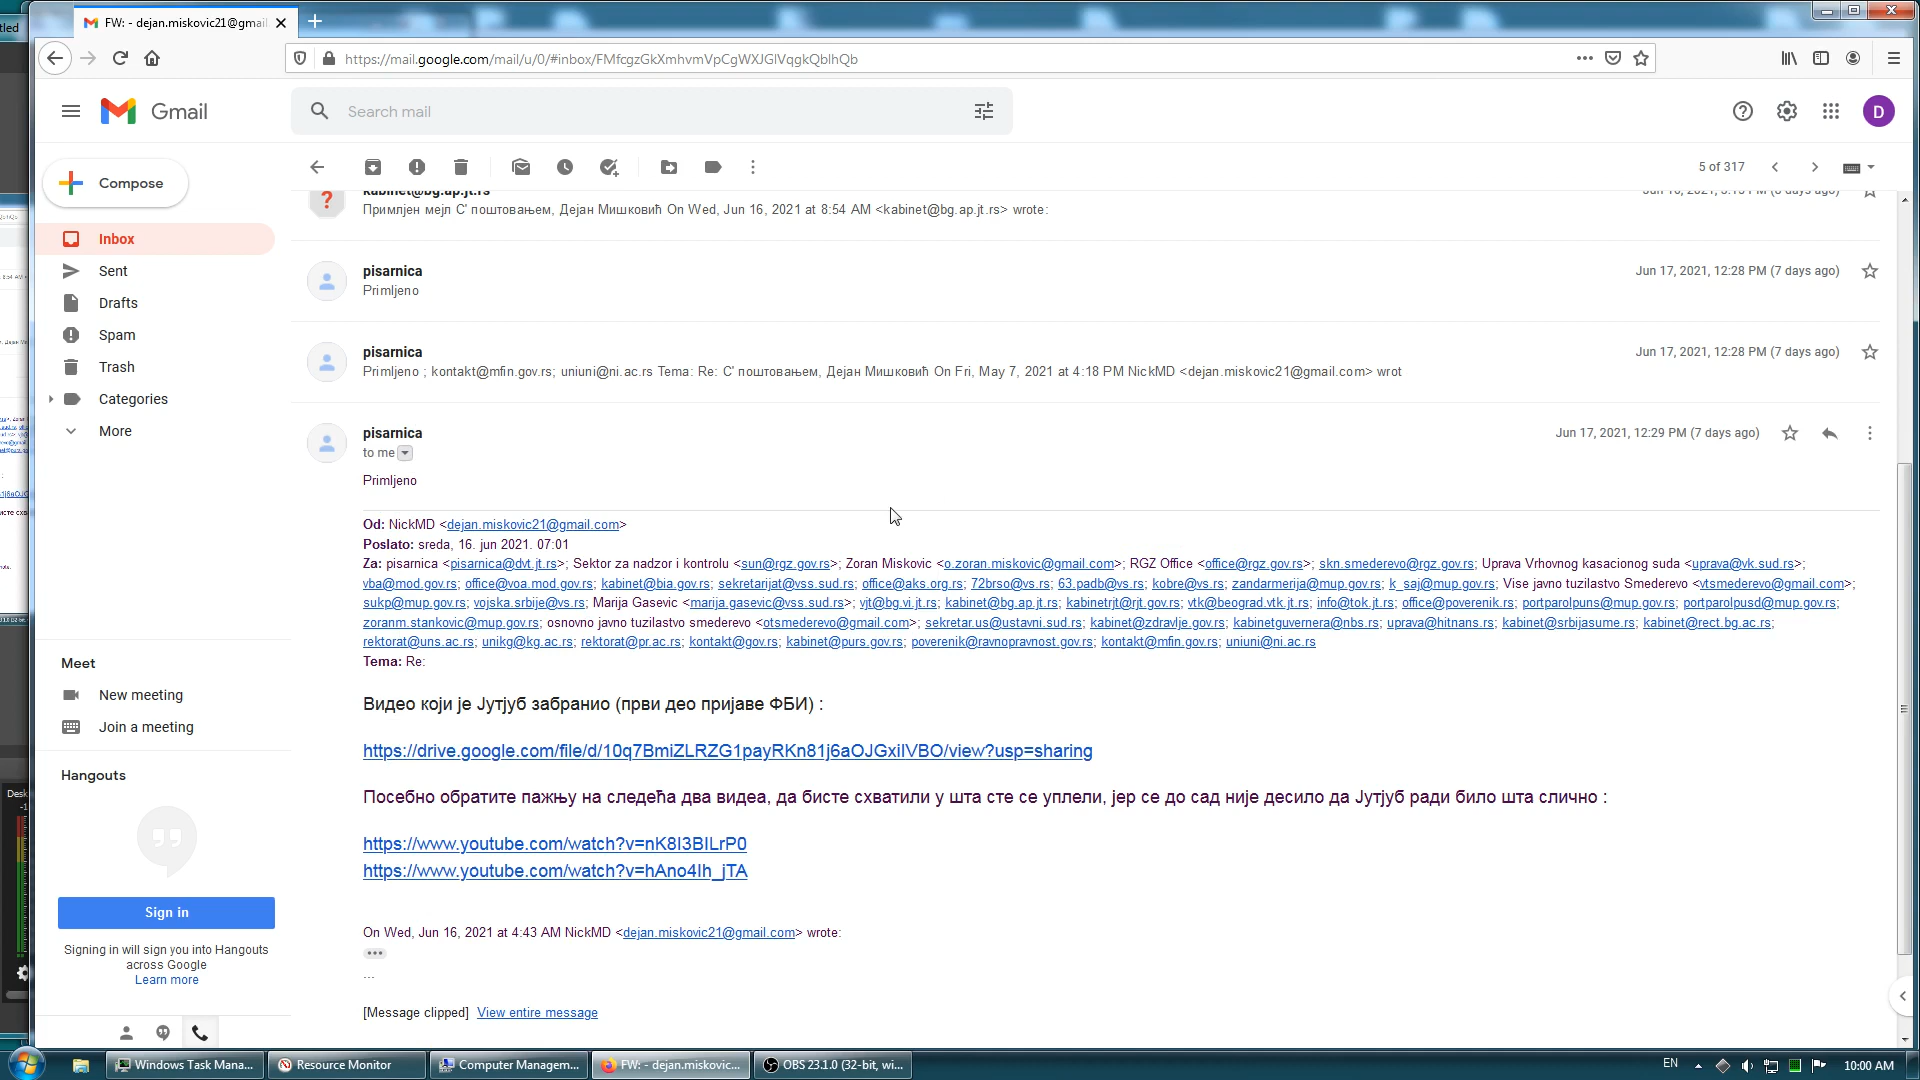 FW: - dejan.miskovic21@gmail
https://mail.google.com/mail/u/0/#inbox/FMfcgzGkXmhvmVpCgWXJGlVqgkQblhQb
Gmail
Search mail
D
Compose
5 of 317
Inbox
Sent
Drafts
Spam
Trash
Categories
More
Meet
New meeting
Join a meeting
Hangouts
Sign in
Signing in will sign you into Hangouts
across Google
Learn more
kabinet@bg.ap.jt.rs
Примљен мејл С' поштовањем, Дејан Мишковић On Wed, Jun 16, 2021 at 8:54 AM <kabinet@bg.ap.jt.rs> wrote:
pisarnica
Jun 17, 2021, 12:28 PM (7 days ago)
Primljeno
pisarnica
Jun 17, 2021, 12:28 PM (7 days ago)
Primljeno ; kontakt@mfin.gov.rs; uniuni@ni.ac.rs Tema: Re: С' поштовањем, Дејан Мишковић On Fri, May 7, 2021 at 4:18 PM NickMD <dejan.miskovic21@gmail.com> wrot
pisarnica
Jun 17, 2021, 12:29 PM (7 days ago)
to me
Primljeno
Od: NickMD <dejan.miskovic21@gmail.com>
Poslato: sreda, 16. jun 2021. 07:01
Za: pisarnica <pisarnica@dvt.jt.rs>; Sektor za nadzor i kontrolu <sun@rgz.gov.rs>; Zoran Miskovic <o.zoran.miskovic@gmail.com>; RGZ Office <office@rgz.gov.rs>; skn.smederevo@rgz.gov.rs; Uprava Vrhovnog kasacionog suda <uprava@vk.sud.rs>;
vba@mod.gov.rs; office@voa.mod.gov.rs; kabinet@bia.gov.rs; sekretarijat@vss.sud.rs; office@aks.org.rs; 72brso@vs.rs; 63.padb@vs.rs; kobre@vs.rs; zandarmerija@mup.gov.rs; k_saj@mup.gov.rs; Vise javno tuzilastvo Smederevo <vtsmederevo@gmail.com>;
sukp@mup.gov.rs; vojska.srbije@vs.rs; Marija Gasevic <marija.gasevic@vss.sud.rs>; vjt@bg.vi.jt.rs; kabinet@bg.ap.jt.rs; kabinetrjt@rjt.gov.rs; vtk@beograd.vtk.jt.rs; info@tok.jt.rs; office@poverenik.rs; portparolpuns@mup.gov.rs; portparolpusd@mup.gov.rs;
zoranm.stankovic@mup.gov.rs; osnovno javno tuzilastvo smederevo <otsmederevo@gmail.com>; sekretar.us@ustavni.sud.rs; kabinet@zdravlje.gov.rs; kabinetguvernera@nbs.rs; uprava@hitnans.rs; kabinet@srbijasume.rs; kabinet@rect.bg.ac.rs;
rektorat@uns.ac.rs; unikg@kg.ac.rs; rektorat@pr.ac.rs; kontakt@gov.rs; kabinet@purs.gov.rs; poverenik@ravnopravnost.gov.rs; kontakt@mfin.gov.rs; uniuni@ni.ac.rs
Tema: Re:
Видео који је Јутјуб забранио (први део пријаве ФБИ) :
https://drive.google.com/file/d/10q7BmiZLRZG1payRKn81j6aOJGxiIVBO/view?usp=sharing
Посебно обратите пажњу на следећа два видеа, да бисте схватили у шта сте се уплели, јер се до сад није десило да Јутјуб ради било шта слично :
https://www.youtube.com/watch?v=nK8I3BILrP0
https://www.youtube.com/watch?v=hAno4Ih_jTA
On Wed, Jun 16, 2021 at 4:43 AM NickMD <dejan.miskovic21@gmail.com> wrote:
...
[Message clipped] View entire message
Windows Task Mana...
Resource Monitor
Computer Managem...
FW: - dejan.miskovic...
OBS 23.1.0 (32-bit, wi...
EN
10:00 AM